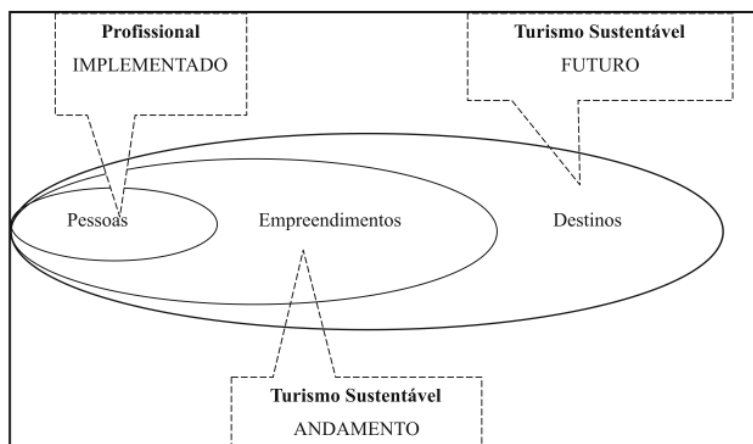 Profissional
IMPLEMENTADO
Turismo Sustentável
FUTURO
Pessoas
Empreendimentos
Destinos
Turismo Sustentável
ANDAMENTO